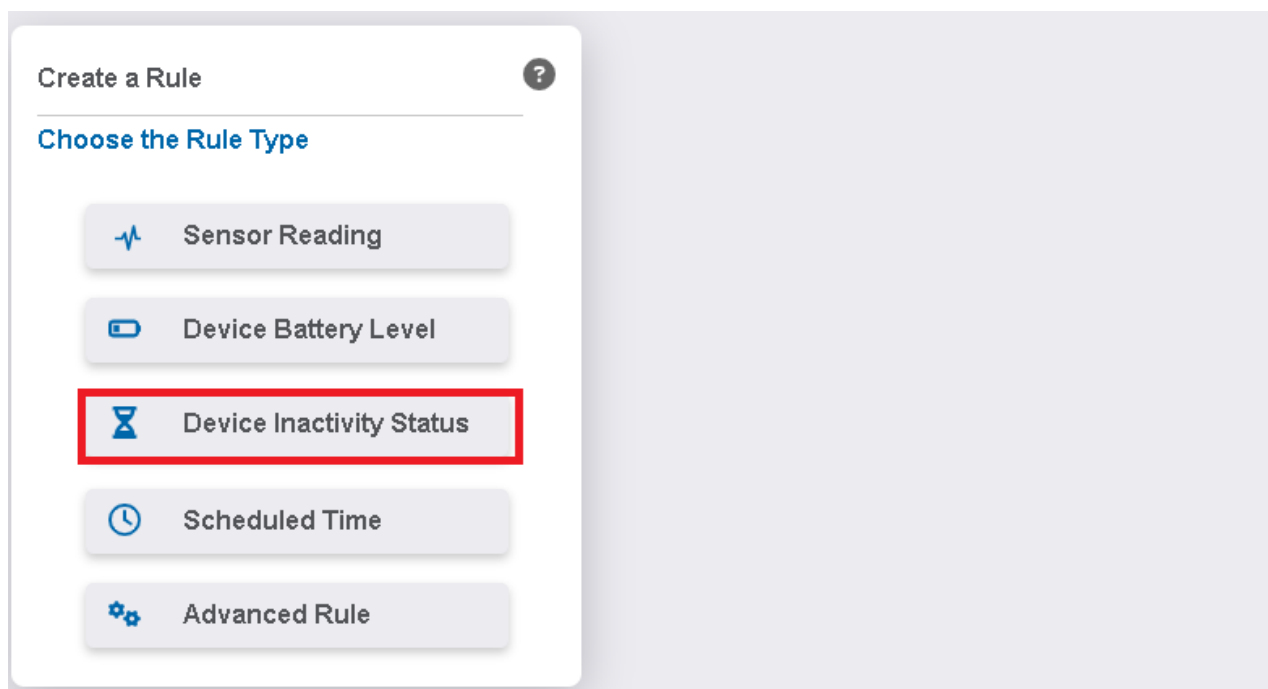 Create a Rule
?
Choose the Rule Type
Sensor Reading
Device Battery Level
Device Inactivity Status
Scheduled Time
Advanced Rule